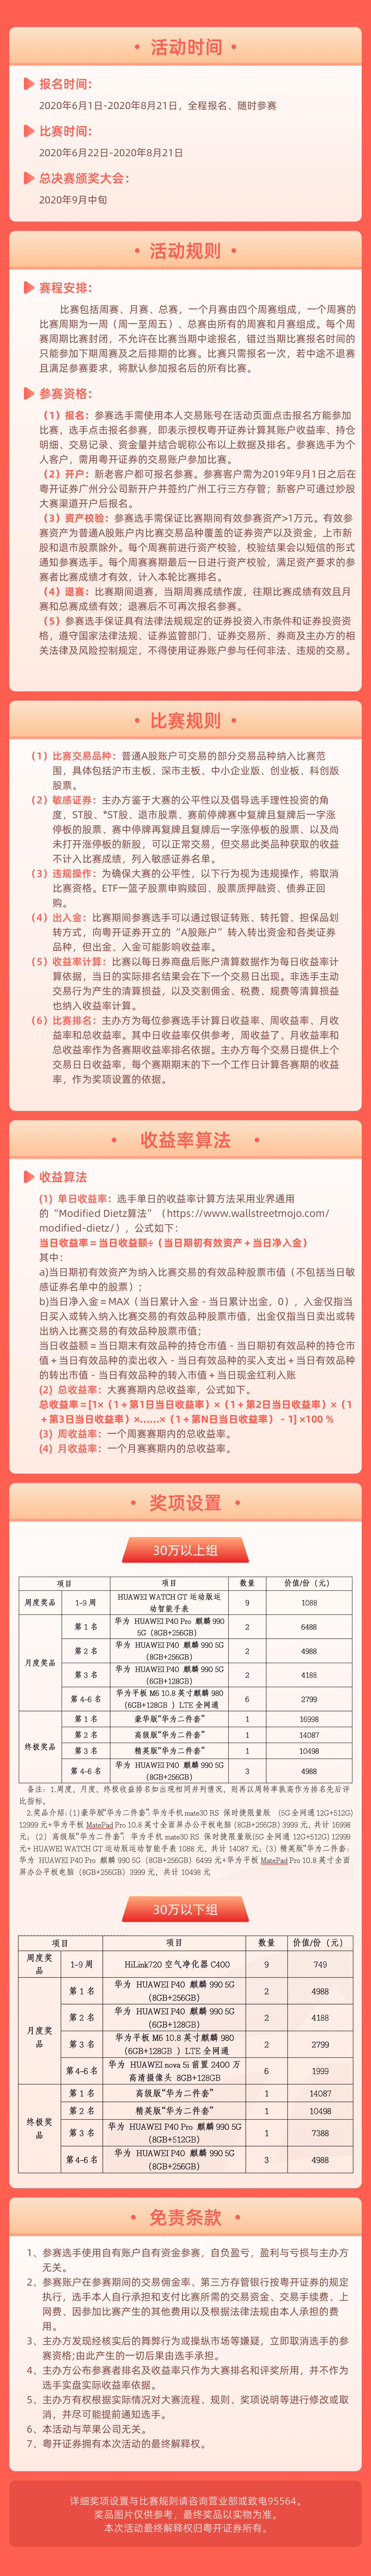 活动时间
报名时间：
2020年6月1日-2020年8月21日，全程报名、随时参赛
比赛时间：
2020年6月22日-2020年8月21日
总决赛颁奖大会：
2020年9月中旬
活动规则
赛程安排：
比赛包括周赛、月赛、总赛，一个月赛由四个周赛组成，一个周赛的
比赛周期为一周（周一至周五）、总赛由所有的周赛和月赛组成。每个周
赛周期比赛封闭，不允许在比赛当期中途报名，错过当期比赛报名时间的
只能参加下期周赛及之后排期的比赛。比赛只需报名一次，若中途不退赛
且满足参赛要求，将默认参加报名后的所有比赛。
参赛资格：
（1）报名：参赛选手需使用本人交易账号在活动页面点击报名方能参加
比赛，选手点击报名参赛，即表示授权粤开证券计算其账户收益率、持仓
明细、交易记录、资金量并结合昵称公布以上数据及排名。参赛选手为个
人客户，需用粤开证券的交易账户参加比赛。
（2）开户：新老客户都可报名参赛。参赛客户需为2019年9月1日之后在
粤开证券广州分公司新开户并签约广州工行三方存管；新客户可通过炒股
大赛渠道开户后报名。
（3）资产校验：参赛选手需保证比赛期间有效参赛资产>1万元。有效参
赛资产为普通A股账户内比赛交易品种覆盖的证券资产以及资金，上市新
股和退市股票除外。每个周赛前进行资产校验，校验结果会以短信的形式
通知参赛选手。每个周赛赛期最后一日进行资产校验，满足资产要求的参
赛者比赛成绩才有效，计入本轮比赛排名。
（4）退赛：比赛期间退赛，当期周赛成绩作废，往期比赛成绩有效且月
赛和总赛成绩有效；退赛后不可再次报名参赛。
（5）参赛选手保证具有法律法规规定的证券投资入市条件和证券投资资
格，遵守国家法律法规、证券监管部门、证券交易所、券商及主办方的相
关法律及风险控制规定，不得使用证券账户参与任何非法、违规的交易。
比赛规则
（1）比赛交易品种：普通A股账户可交易的部分交易品种纳入比赛范
围，具体包括沪市主板、深市主板、中小企业版、创业板、科创版
股票。
（2）敏感证券：主办方鉴于大赛的公平性以及倡导选手理性投资的角
度，ST股、*ST股、退市股票、赛前停牌赛中复牌且复牌后一字涨
停板的股票、赛中停牌再复牌且复牌后一字涨停板的股票、以及尚
未打开涨停板的新股，可以正常交易，但交易此类品种获取的收益
不计入比赛成绩，列入敏感证券名单。
（3）违规操作：为确保大赛的公平性，以下行为视为违规操作，将取消
比赛资格。ETF一篮子股票申购赎回、股票质押融资、债券正回
购。
（4）出入金：比赛期间参赛选手可以通过银证转账、转托管、担保品划
转方式，向粤开证券开立的“A股账户”转入转出资金和各类证券
品种，但出金、入金可能影响收益率。
（5）收益率计算：比赛以每日券商盘后账户清算数据作为每日收益率计
算依据，当日的实际排名结果会在下一个交易日出现。非选手主动
交易行为产生的清算损益，以及交割佣金、税费、规费等清算损益
也纳入收益率计算。
（6）比赛排名：主办方为每位参赛选手计算日收益率、周收益率、月收
益率和总收益率。其中日收益率仅供参考，周收益了、月收益率和
总收益率作为各赛期收益率排名依据。主办方每个交易日提供上个
交易日日收益率，每个赛期期末的下一个工作日计算各赛期的收益
率，作为奖项设置的依据。
收益率算法
收益算法
(1) 单日收益率：选手单日的收益率计算方法采用业界通用
的“Modified Dietz算法”（https://www.wallstreetmojo.com/
modified-dietz/），公式如下：
当日收益率＝当日收益额÷（当日期初有效资产＋当日净入金）
其中：
a)当日期初有效资产为纳入比赛交易的有效品种股票市值（不包括当日敏
感证券名单中的股票）；
b)当日净入金＝MAX（当日累计入金－当日累计出金，0），入金仅指当
日买入或转入纳入比赛交易的有效品种股票市值，出金仅指当日卖出或转
出纳入比赛交易的有效品种股票市值；
当日收益额＝当日期末有效品种的持仓市值－当日期初有效品种的持仓市
值＋当日有效品种的卖出收入－当日有效品种的买入支出＋当日有效品种
的转出市值－当日有效品种的转入市值＋当日现金红利入账
(2) 总收益率：大赛赛期内总收益率，公式如下。
总收益率＝[1×（1＋第1日当日收益率）×（1＋第2日当日收益率）×（1
＋第3日当日收益率）×……×（1＋第N日当日收益率）－1] ×100 %
(3) 周收益率：一个周赛赛期内的总收益率。
(4) 月收益率：一个月赛赛期内的总收益率。
奖项设置
30万以上组
项目 项目 数量 价值/份（元）
周度奖品 1-9 周 HUAWEI WATCH GT 运动版运动智能手表 9 1088
月度奖品 第 1 名 华为 HUAWEI P40 Pro 麒麟 990 5G（8GB+256GB） 2 6488
第 2 名 华为 HUAWEI P40 麒麟 990 5G（8GB+256GB） 2 4988
第 3 名 华为 HUAWEI P40 麒麟 990 5G（6GB+128GB） 2 4188
第 4-6 名 华为平板 M6 10.8 英寸麒麟 980（6GB+128GB ）LTE 全网通 6 2799
终极奖品 第 1 名 豪华版“华为二件套” 1 16998
第 2 名 高级版“华为二件套” 1 14087
第 3 名 精英版“华为二件套” 1 10498
第 4-6 名 华为 HUAWEI P40 麒麟 990 5G（8GB+256GB） 3 4988
备注：1.周度、月度、终极收益排名如出现相同并列情况，则再以周转率孰高作为排名先后评
比指标。
2.奖品介绍：(1)豪华版“华为二件套”：华为手机 mate30 RS 保时捷限量版 （5G 全网通 12G+512G）
12999 元+华为平板 MatePad Pro 10.8 英寸全面屏办公平板电脑（8GB+256GB）3999 元，共计 16998
元；（2）高级版“华为二件套”：华为手机 mate30 RS 保时捷限量版(5G 全网通 12G+512G) 12999
元+ HUAWEI WATCH GT 运动版运动智能手表 1088 元，共计 14087 元；（3）精英版“华为二件套：
华为 HUAWEI P40 Pro 麒麟 990 5G（8GB+256GB）6499 元+华为平板 MatePad Pro 10.8 英寸全面
屏办公平板电脑（8GB+256GB）3999 元，共计 10498 元
30万以下组
项目 项目 数量 价值/份（元）
周度奖品 1-9 周 HiLink720 空气净化器 C400 9 749
月度奖品 第 1 名 华为 HUAWEI P40 麒麟 990 5G（8GB+256GB） 2 4988
第 2 名 华为 HUAWEI P40 麒麟 990 5G（6GB+128GB） 2 4188
第 3 名 华为平板 M6 10.8 英寸麒麟 980（6GB+128GB ）LTE 全网通 2 2799
第 4-6 名 华为 HUAWEI nova 5i 前置 2400 万高清摄像头 8GB+128GB 6 1999
终极奖品 第 1 名 高级版“华为二件套” 1 14087
第 2 名 精英版“华为二件套” 1 10498
第 3 名 华为 HUAWEI P40 Pro 麒麟 990 5G（8GB+512GB） 1 7388
第 4-6 名 华为 HUAWEI P40 麒麟 990 5G（8GB+256GB） 3 4988
免责条款
1、参赛选手使用自有账户自有资金参赛，自负盈亏，盈利与亏损与主办方
无关。
2、参赛账户在参赛期间的交易佣金率、第三方存管银行按粤开证券的规定
执行，选手本人自行承担和支付比赛所需的交易资金、交易手续费、上
网费、因参加比赛产生的其他费用以及根据法律法规由本人承担的费
用。
3、主办方发现经核实后的舞弊行为或操纵市场等嫌疑，立即取消选手的参
赛资格;由此产生的一切后果由选手承担。
4、主办方公布参赛者排名及收益率只作为大赛排名和评奖所用，并不作为
选手实盘实际收益率依据。
5、主办方有权根据实际情况对大赛流程、规则、奖项说明等进行修改或取
消，并尽可能提前通知选手。
6、本活动与苹果公司无关。
7、粤开证券拥有本次活动的最终解释权。
详细奖项设置与比赛规则请咨询营业部或致电95564。
奖品图片仅供参考，最终奖品以实物为准。
本次活动最终解释权归粤开证券所有。